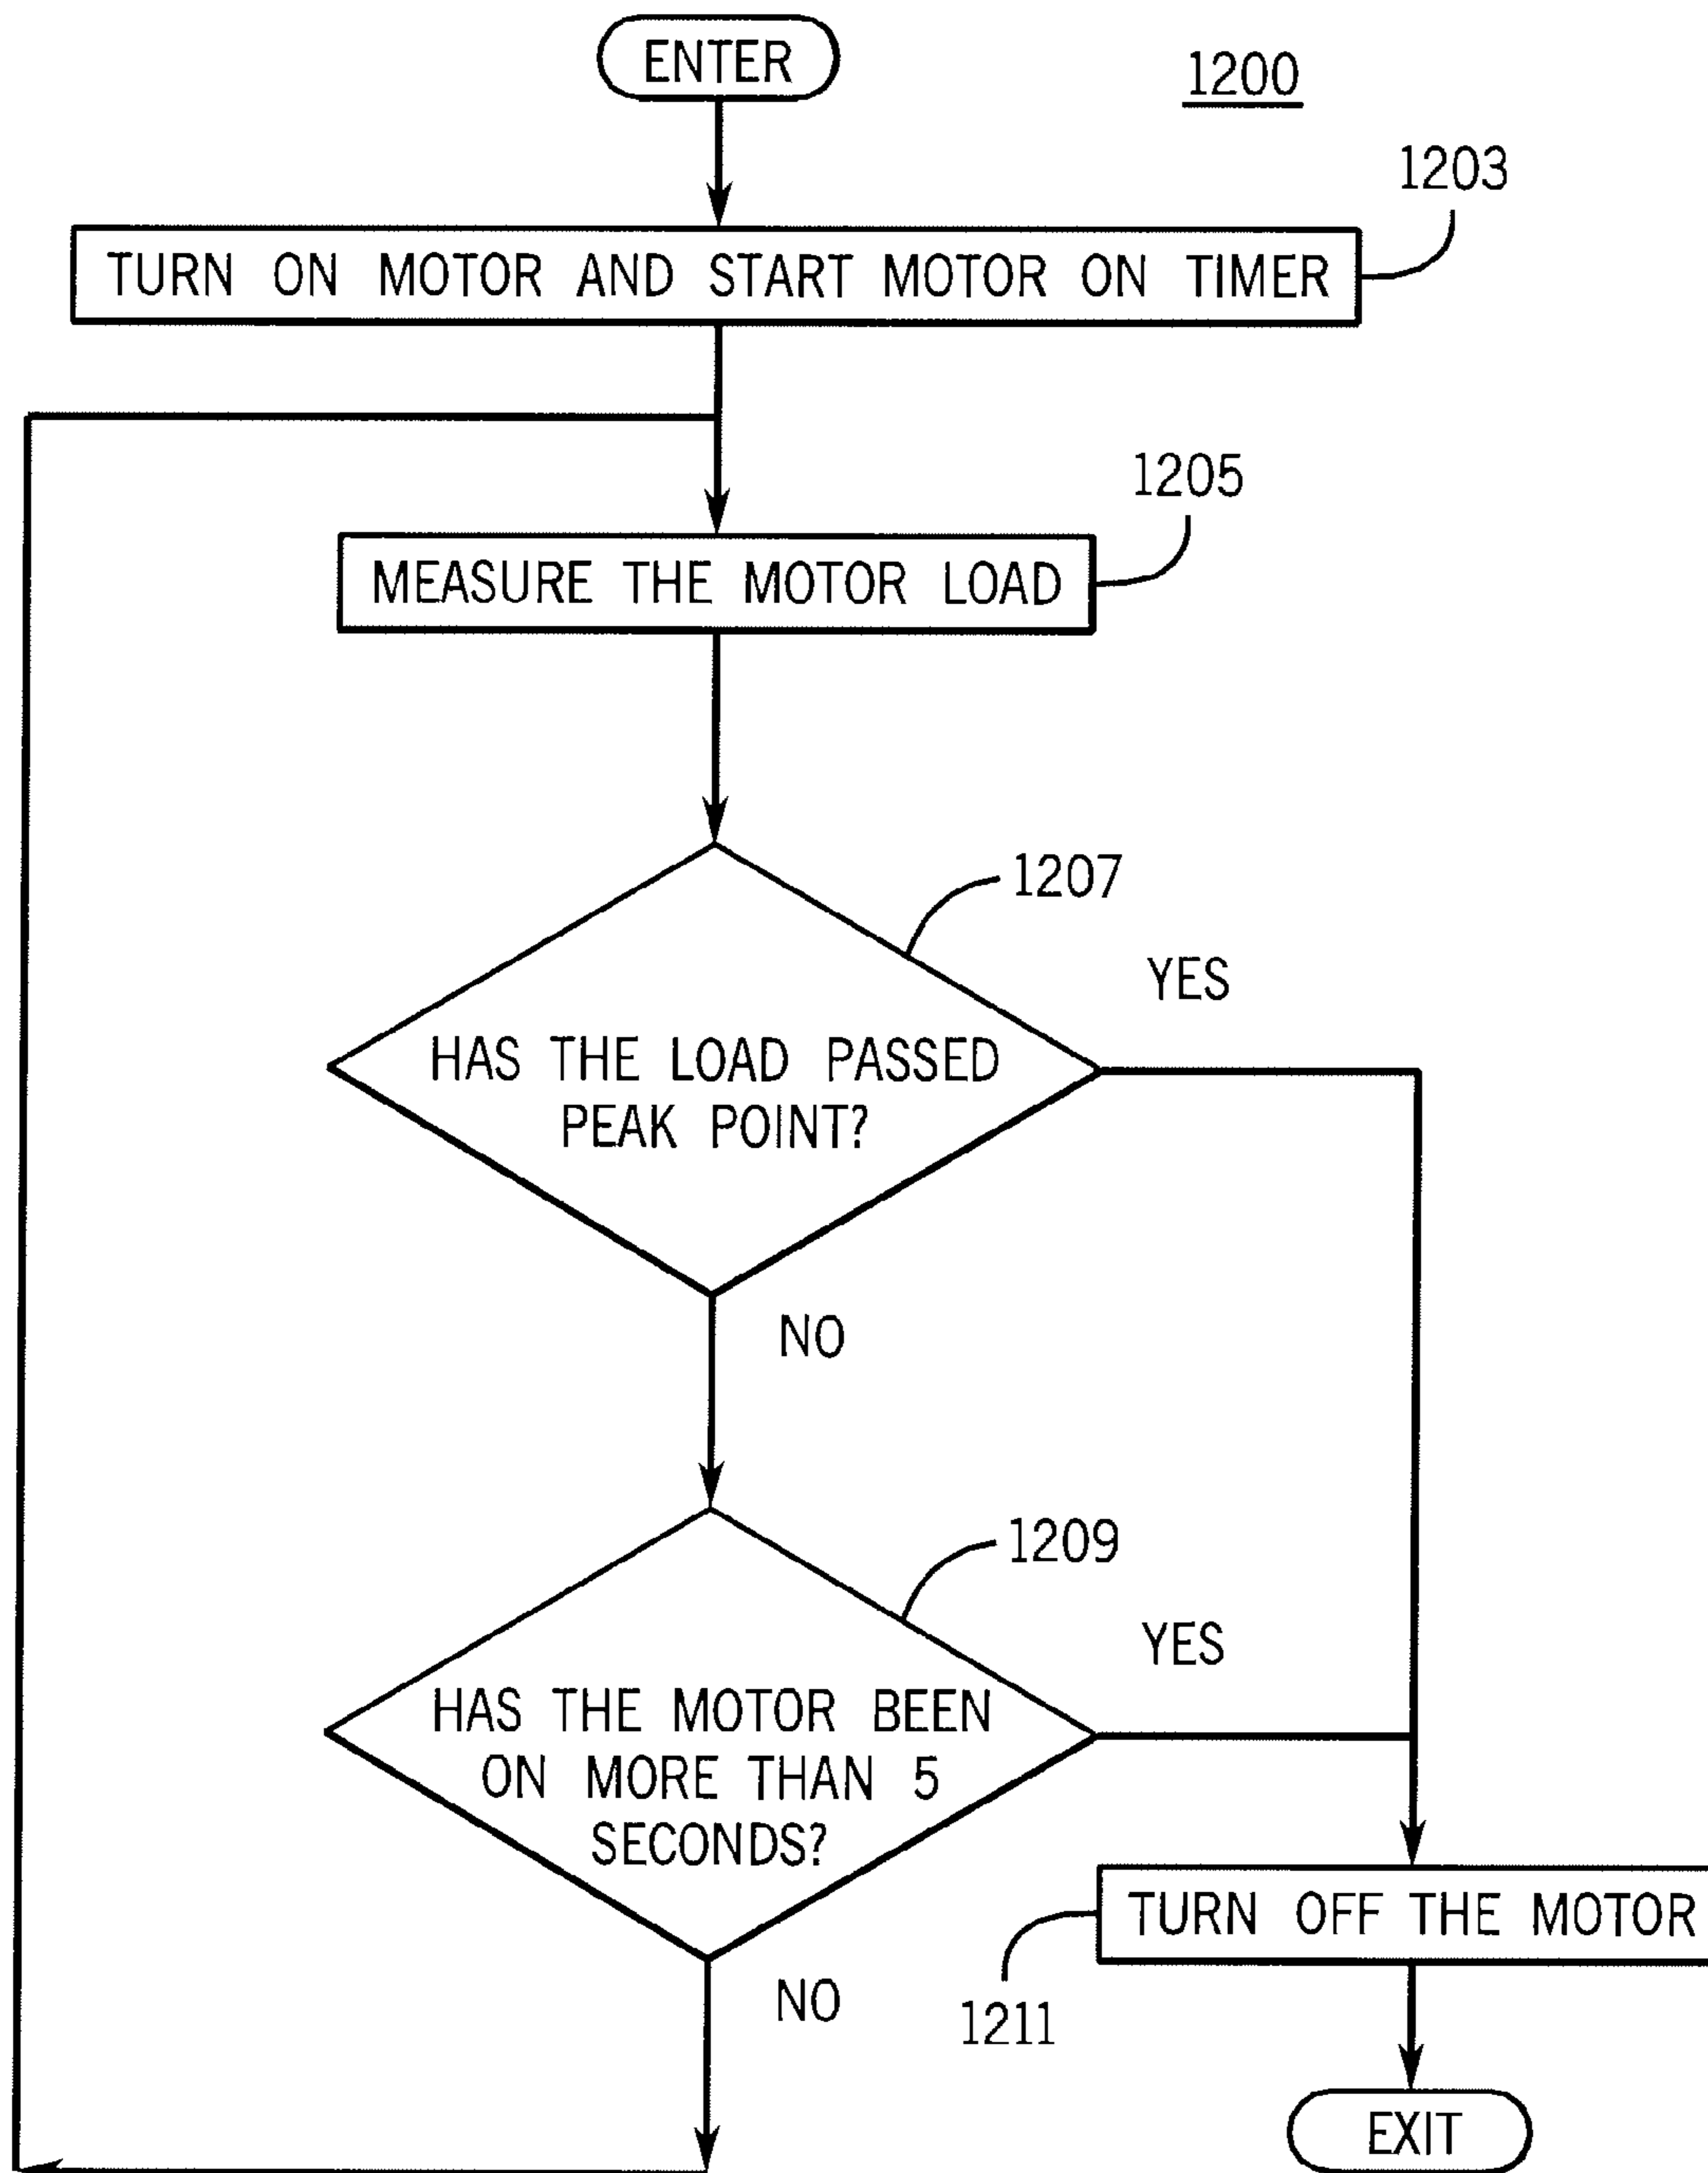 ENTER
1200
1203
TURN ON MOTOR AND START MOTOR ON TIMER
1205
MEASURE THE MOTOR LOAD
1207
YES
HAS THE LOAD PASSED
PEAK POINT?
NO
1209
YES
HAS THE MOTOR BEEN
ON MORE THAN 5
SECONDS?
TURN OFF THE MOTOR
NO
1211
EXIT